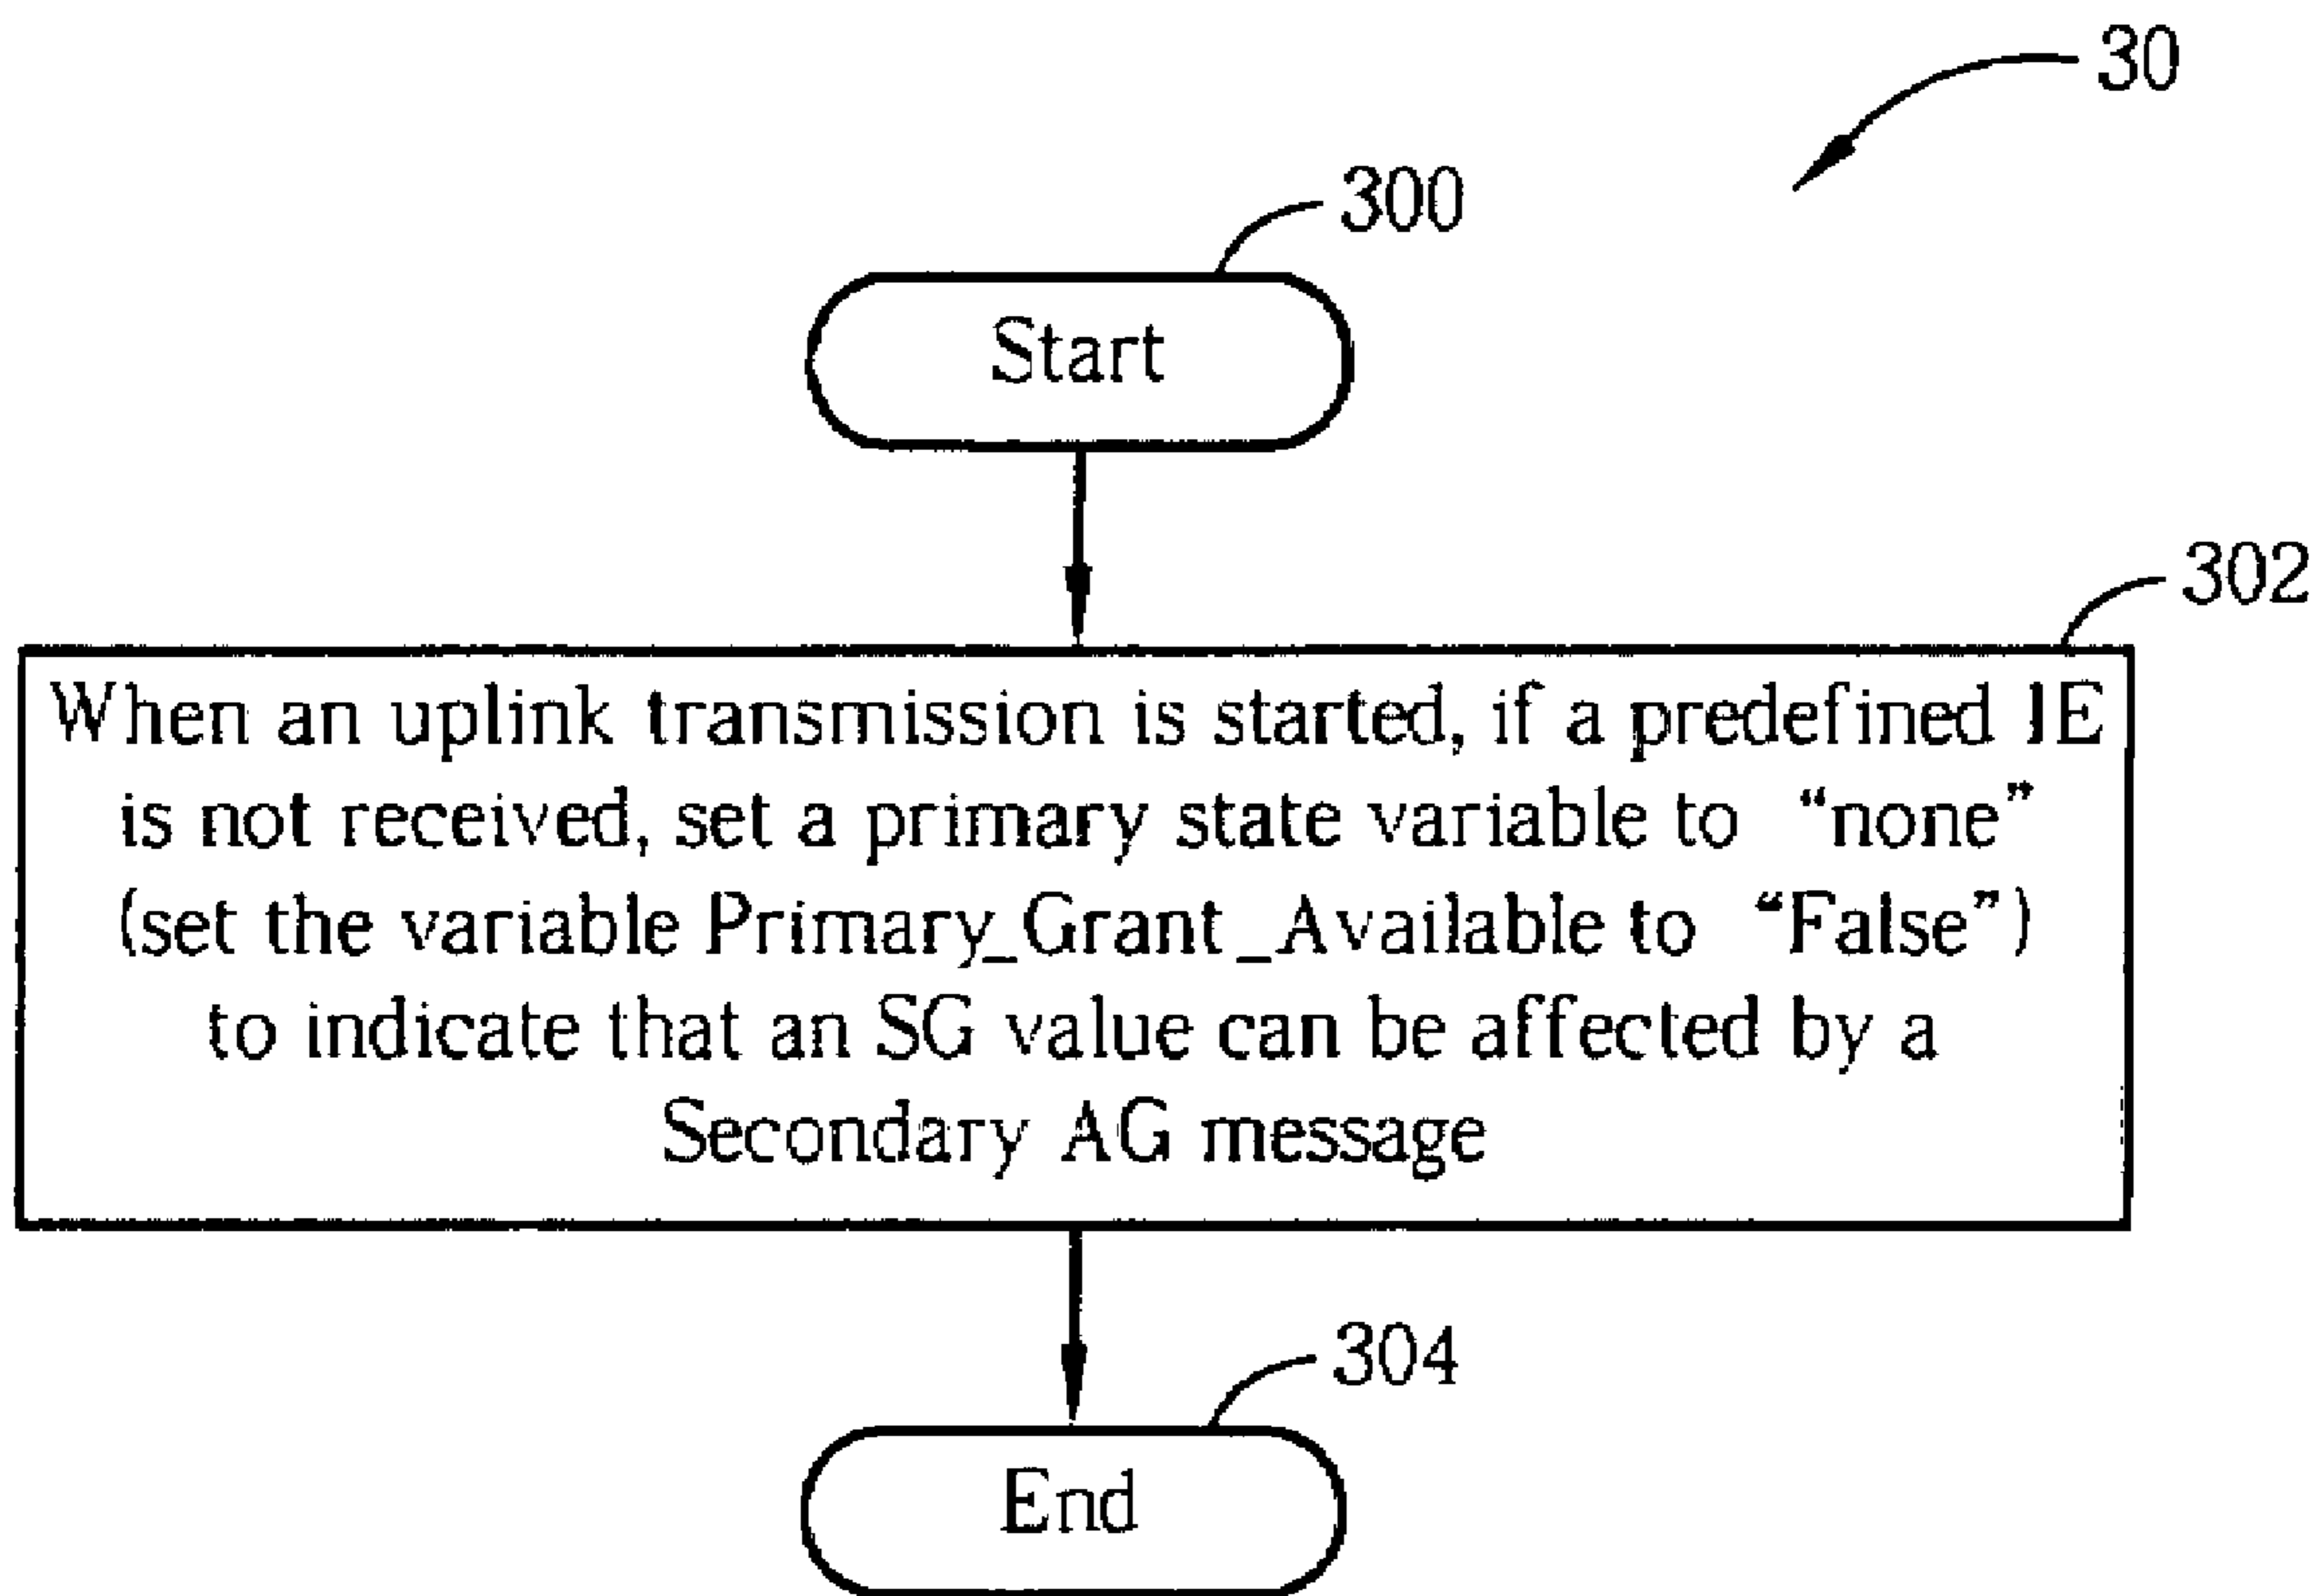 30
300
Start
302
When an uplink transmission is started, if a predefined IE
is not received, set a primary state variable to “none”
(set the variable Primary_Grant_Available to “False”)
to indicate that an SG value can be affected by a
Secondary AG message
304
End